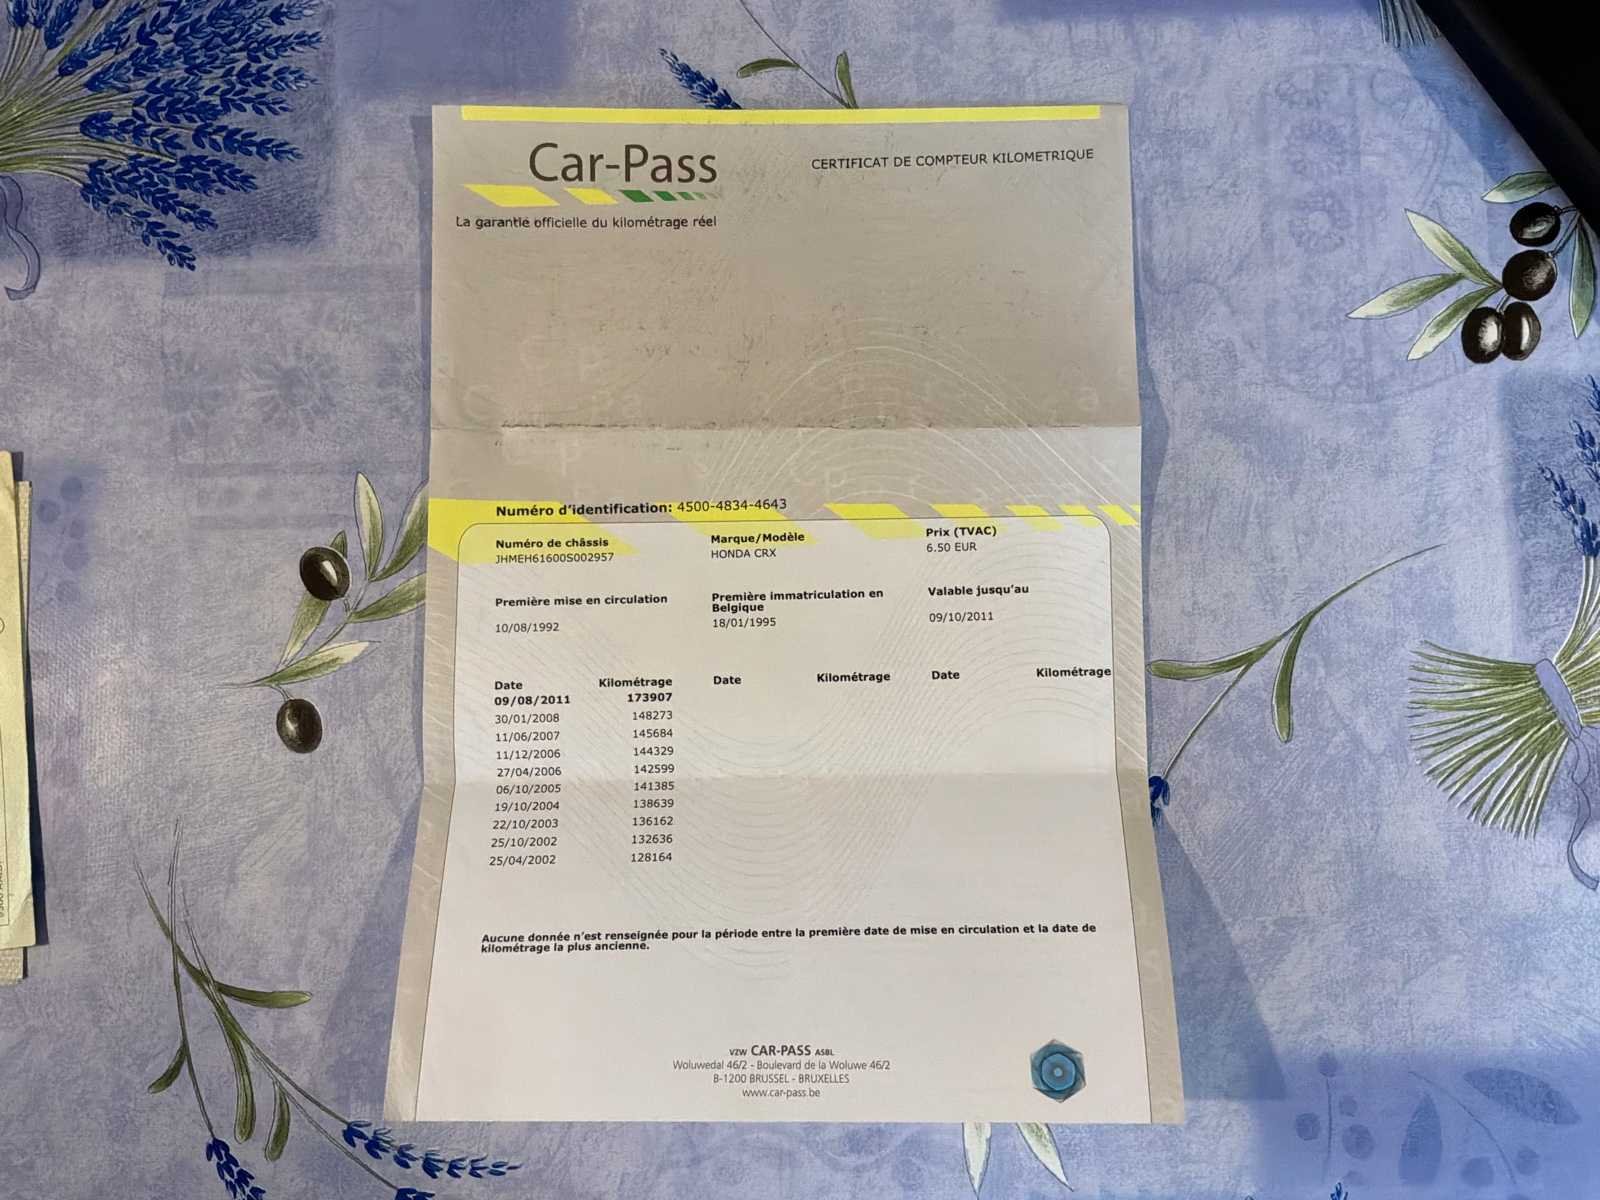 Car-Pass
CERTIFICAT DE COMPTEUR KILOMETRIQUE
La garantie officielle du kilométrage réel
Numéro d'identification: 4500-4834-4643
Numéro de châssis
JHMEH61600S002957
Marque/Modèle
HONDA CRX
Prix (TVAC)
6.50 EUR
Première mise en circulation
10/08/1992
Première immatriculation en
Belgique
18/01/1995
Valable jusqu'au
09/10/2011
Date Kilométrage Date Kilométrage Date Kilométrage
09/08/2011 173907
30/01/2008 148273
11/06/2007 145684
11/12/2006 144329
27/04/2006 142599
06/10/2005 141385
19/10/2004 138639
22/10/2003 136162
25/10/2002 132636
25/04/2002 128164
Aucune donnée n'est renseignée pour la période entre la première date de mise en circulation et la date de
kilométrage la plus ancienne.
VZW CAR-PASS ASBL
Woluwedal 46/2 - Boulevard de la Woluwe 46/2
B-1200 BRUSSEL - BRUXELLES
www.car-pass.be